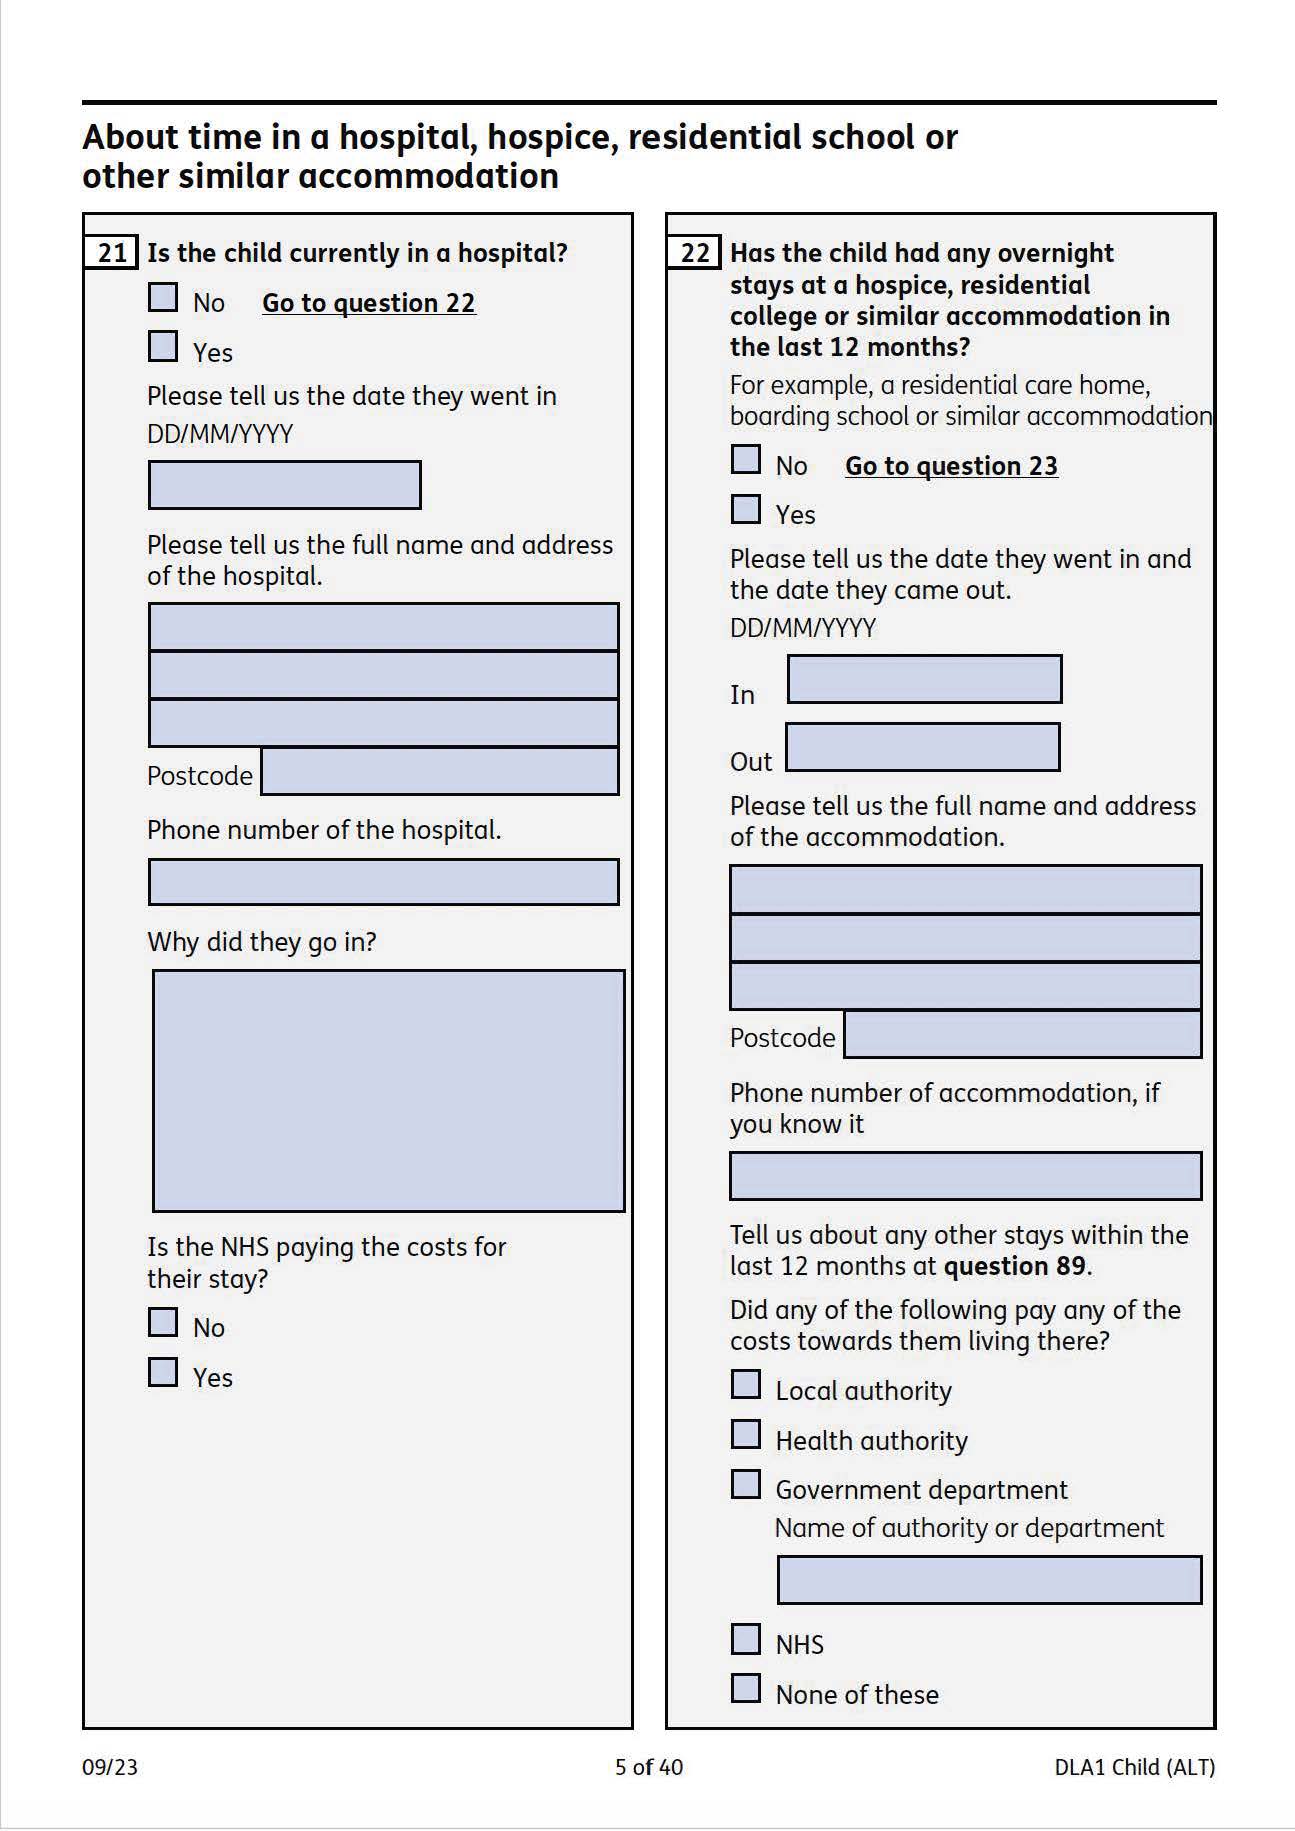 About time in a hospital, hospice, residential school or
other similar accommodation
21 Is the child currently in a hospital?
No Go to question 22
Yes
Please tell us the date they went in
DD/MM/YYYY
Please tell us the full name and address
of the hospital.
Postcode
Phone number of the hospital.
Why did they go in?
Is the NHS paying the costs for
their stay?
No
Yes
22 Has the child had any overnight
stays at a hospice, residential
college or similar accommodation in
the last 12 months?
For example, a residential care home,
boarding school or similar accommodation
No Go to question 23
Yes
Please tell us the date they went in and
the date they came out.
DD/MM/YYYY
In
Out
Please tell us the full name and address
of the accommodation.
Postcode
Phone number of accommodation, if
you know it
Tell us about any other stays within the
last 12 months at question 89.
Did any of the following pay any of the
costs towards them living there?
Local authority
Health authority
Government department
Name of authority or department
NHS
None of these
09/23 5 of 40 DLA1 Child (ALT)